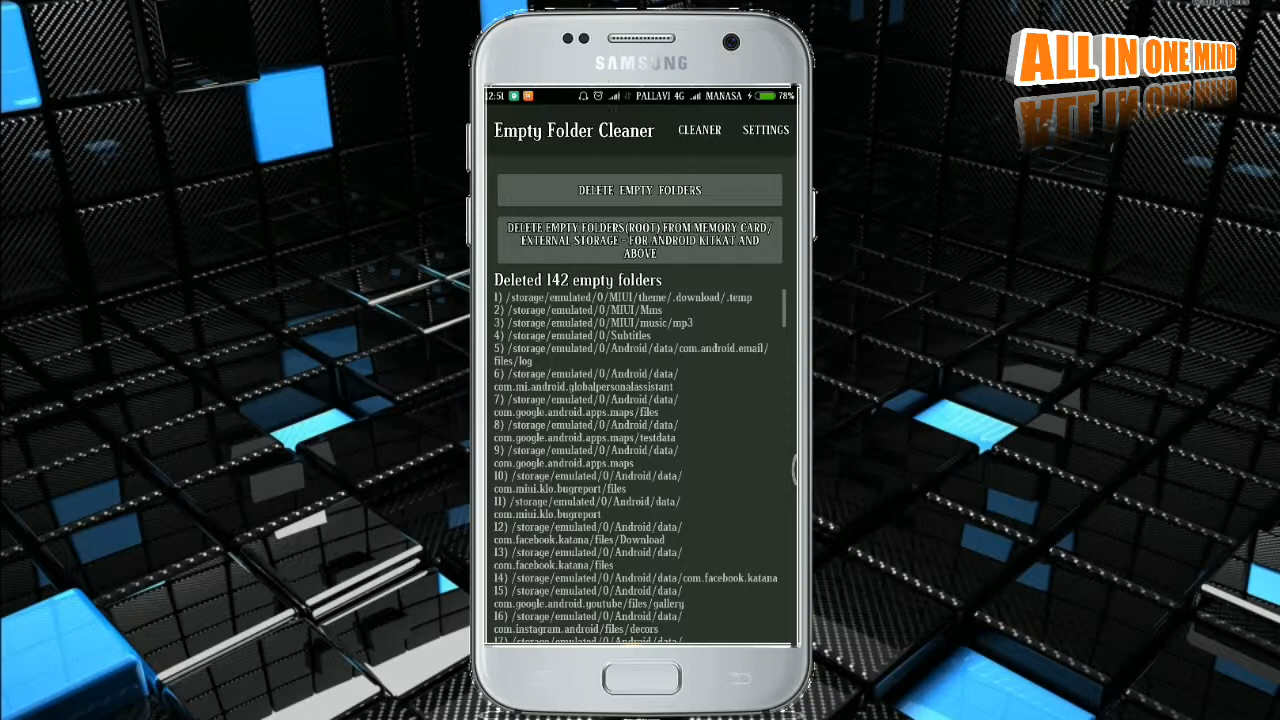 wallpapers
ALL IN ONE MIND
SAMSUNG
12:51 PALLAVI 4G MANASA 78%
Empty Folder Cleaner CLEANER SETTINGS
DELETE EMPTY FOLDERS
DELETE EMPTY FOLDERS(ROOT) FROM MEMORY CARD/
EXTERNAL STORAGE - FOR ANDROID KITKAT AND
ABOVE
Deleted 142 empty folders
1) /storage/emulated/0/MIUI/theme/.download/.temp
2) /storage/emulated/0/MIUI/Mms
3) /storage/emulated/0/MIUI/music/mp3
4) /storage/emulated/0/Subtitles
5) /storage/emulated/0/Android/data/com.android.email/
files/log
6) /storage/emulated/0/Android/data/
com.mi.android.globalpersonalassistant
7) /storage/emulated/0/Android/data/
com.google.android.apps.maps/files
8) /storage/emulated/0/Android/data/
com.google.android.apps.maps/testdata
9) /storage/emulated/0/Android/data/
com.google.android.apps.maps
10) /storage/emulated/0/Android/data/
com.miui.klo.bugreport/files
11) /storage/emulated/0/Android/data/
com.miui.klo.bugreport
12) /storage/emulated/0/Android/data/
com.facebook.katana/files/Download
13) /storage/emulated/0/Android/data/
com.facebook.katana/files
14) /storage/emulated/0/Android/data/com.facebook.katana
15) /storage/emulated/0/Android/data/
com.google.android.youtube/files/gallery
16) /storage/emulated/0/Android/data/
com.instagram.android/files/decors
17) /storage/emulated/0/Android/data/